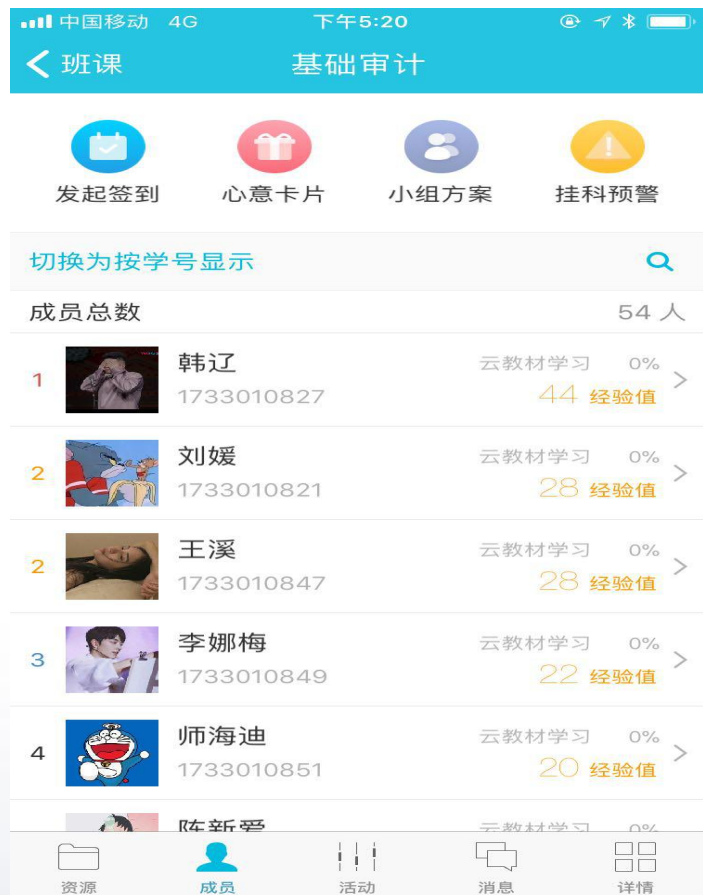 中国移动 4G 下午5:20
班课 基础审计
发起签到 心意卡片 小组方案 挂科预警
切换为按学号显示
成员总数 54 人
1 韩辽 云教材学习 0%
1733010827 44 经验值
2 刘媛 云教材学习 0%
1733010821 28 经验值
2 王溪 云教材学习 0%
1733010847 28 经验值
3 李娜梅 云教材学习 0%
1733010849 22 经验值
4 师海迪 云教材学习 0%
1733010851 20 经验值
陈新爱 云教材学习 0%
资源 成员 活动 消息 详情